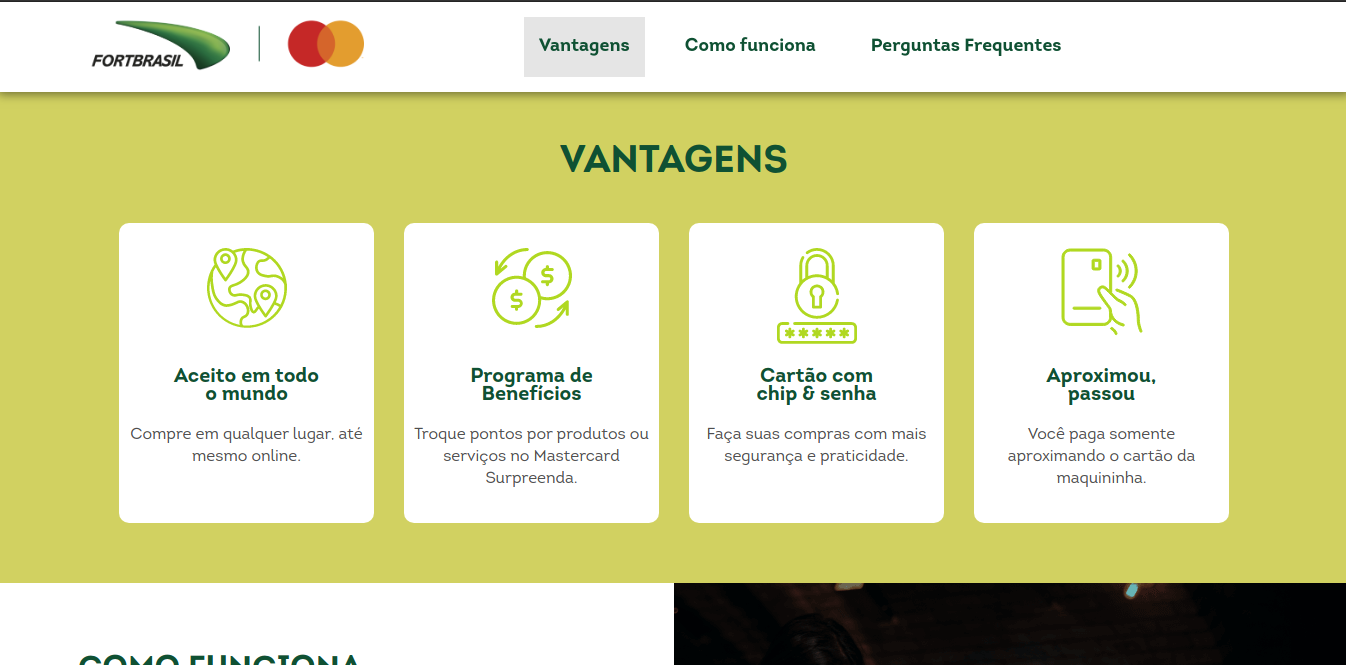 FORTBRASIL
Vantagens
Como funciona
Perguntas Frequentes
VANTAGENS
$
$
*****
Aceito em todo
o mundo
Compre em qualquer lugar, até
mesmo online.
Programa de
Benefícios
Troque pontos por produtos ou
serviços no Mastercard
Surpreenda.
Cartão com
chip & senha
Faça suas compras com mais
segurança e praticidade.
Aproximou,
passou
Você paga somente
aproximando o cartão da
maquininha.
COMO FUNCIONA